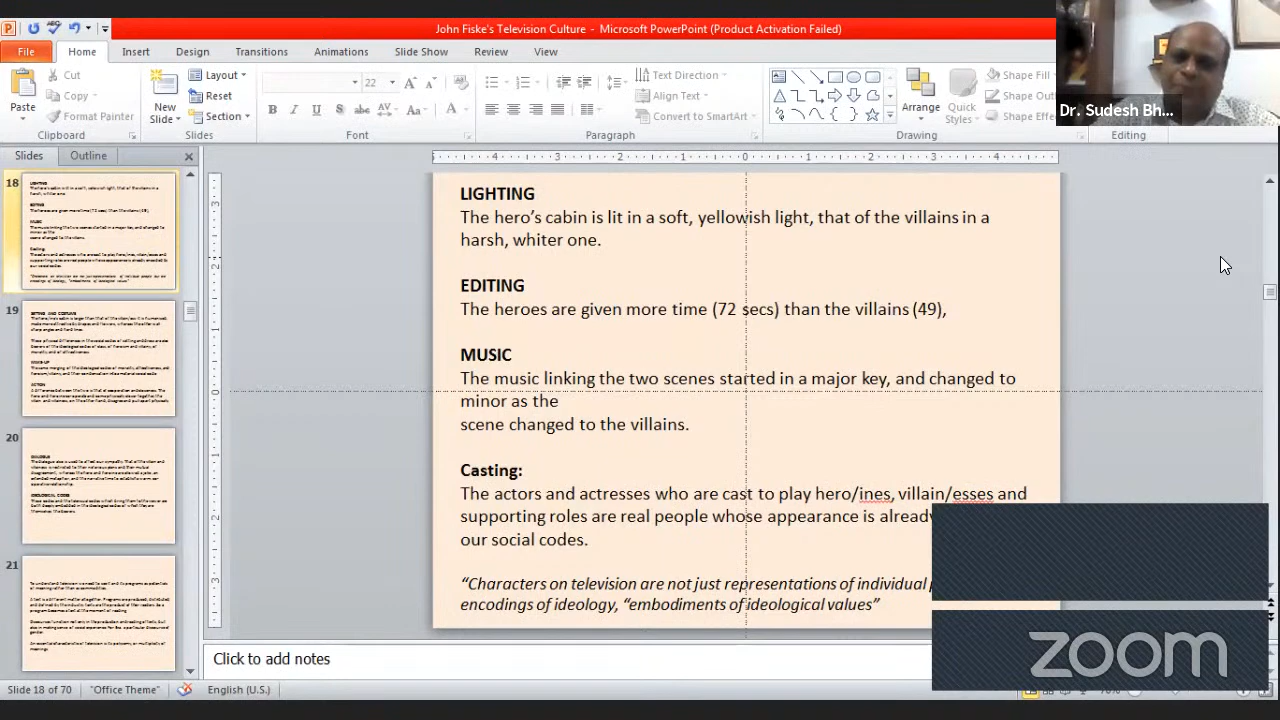 John Fiske's Television Culture - Microsoft PowerPoint (Product Activation Failed)
File Home Insert Design Transitions Animations Slide Show Review View
Paste Cut Copy Format Painter
New Slide Layout Reset Section
22
Text Direction Align Text Convert to SmartArt
Arrange Quick Styles Shape Fill
Shape Effe
Clipboard Slides Font Paragraph Drawing Editing
Dr. Sudesh Bh...
Slides Outline
18
19
20
21
LIGHTING
The hero's cabin is lit in a soft, yellowish light, that of the villains in a
harsh, whiter one.
EDITING
The heroes are given more time (72 secs) than the villains (49),
MUSIC
The music linking the two scenes started in a major key, and changed to
minor as the
scene changed to the villains.
Casting:
The actors and actresses who are cast to play hero/ines, villain/esses and
supporting roles are real people whose appearance is already
our social codes.
“Characters on television are not just representations of individual
encodings of ideology, “embodiments of ideological values”
Click to add notes
Slide 18 of 70 "Office Theme" English (U.S.)
zoom